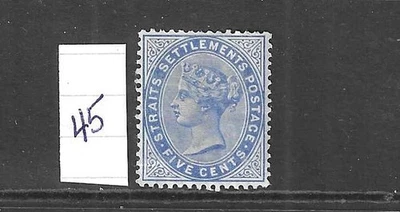 45
STRAITS SETTLEMENTS POSTAGE
FIVE CENTS